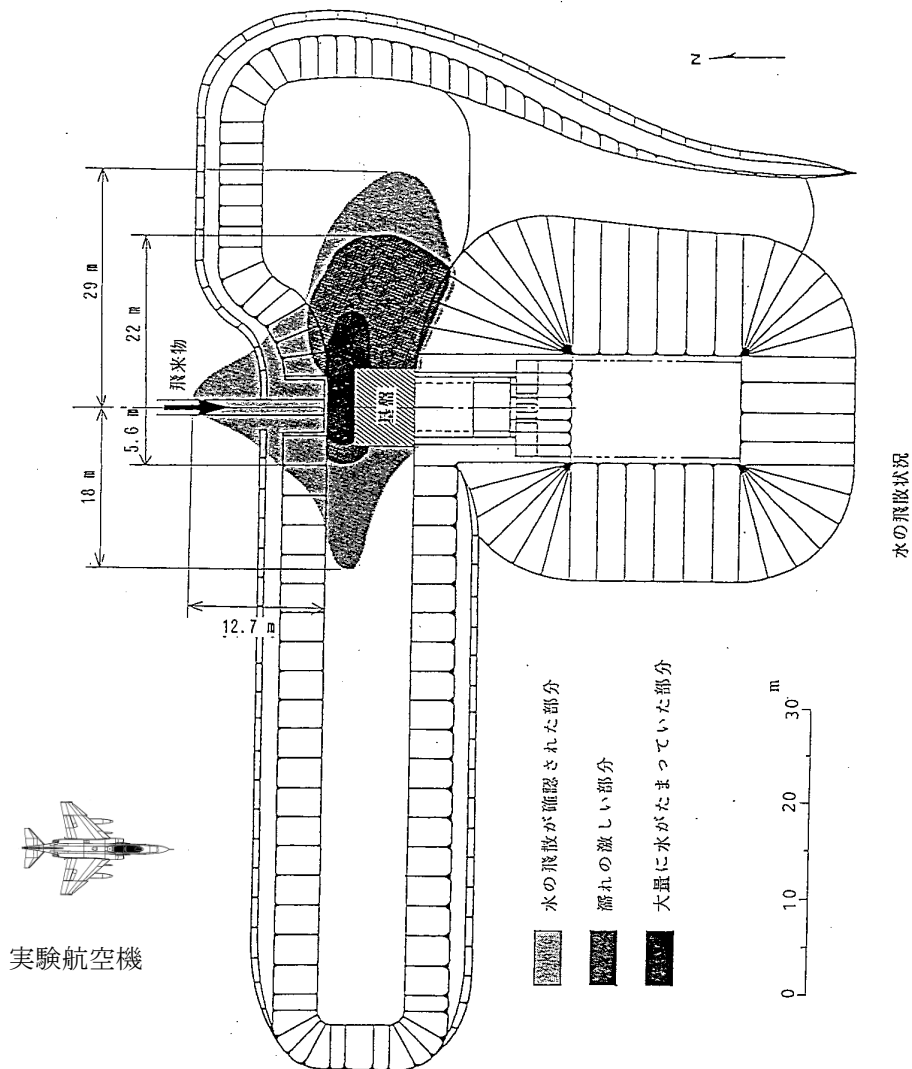 N
29 m
22 m
飛来物
5.6 m
18 m
12.7 m
基盤
実験航空機
水の飛散が確認された部分
濡れの激しい部分
大量に水がたまっていた部分
0 10 20 30 m
水の飛散状況